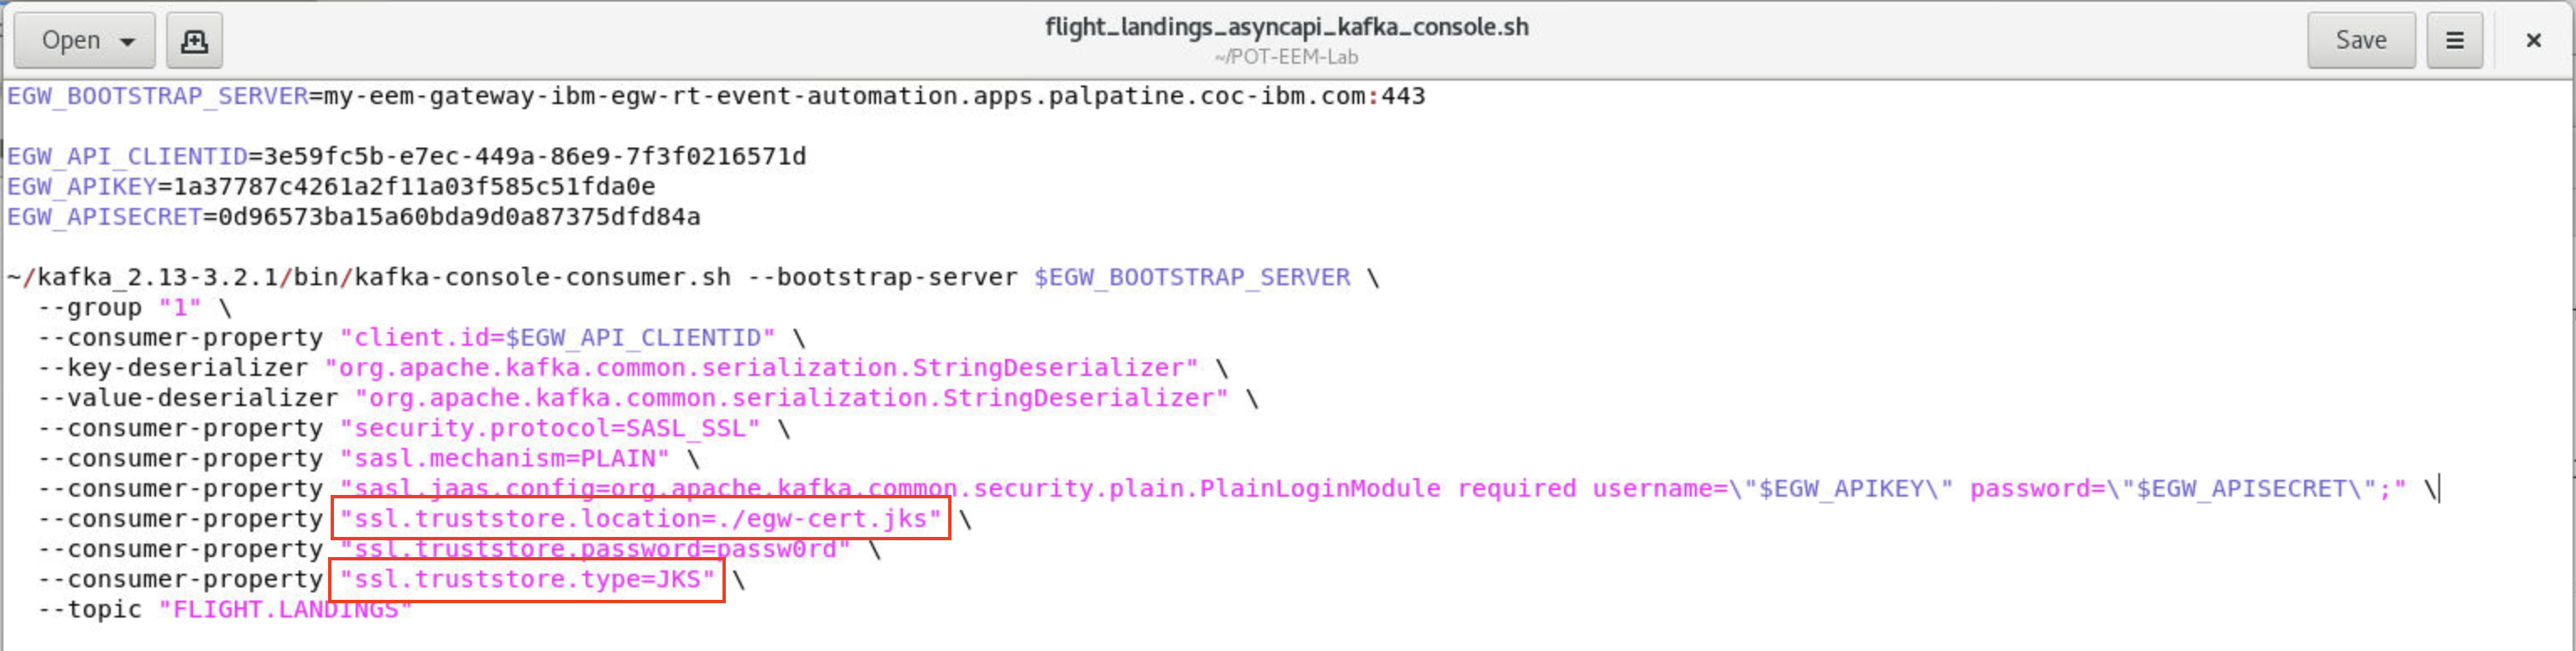 Open
flight_landings_asyncapi_kafka_console.sh
~/POT-EEM-Lab
Save
EGW_BOOTSTRAP_SERVER=my-eem-gateway-ibm-egw-rt-event-automation.apps.palpatine.coc-ibm.com:443
EGW_API_CLIENTID=3e59fc5b-e7ec-449a-86e9-7f3f0216571d
EGW_APIKEY=1a37787c4261a2f11a03f585c51fda0e
EGW_APISECRET=0d96573ba15a60bda9d0a87375dfd84a
~/kafka_2.13-3.2.1/bin/kafka-console-consumer.sh --bootstrap-server $EGW_BOOTSTRAP_SERVER \
--group "1" \
--consumer-property "client.id=$EGW_API_CLIENTID" \
--key-deserializer "org.apache.kafka.common.serialization.StringDeserializer" \
--value-deserializer "org.apache.kafka.common.serialization.StringDeserializer" \
--consumer-property "security.protocol=SASL_SSL" \
--consumer-property "sasl.mechanism=PLAIN" \
--consumer-property "sasl.jaas.config=org.apache.kafka.common.security.plain.PlainLoginModule required username=\"$EGW_APIKEY\" password=\"$EGW_APISECRET\";" \
--consumer-property "ssl.truststore.location=./egw-cert.jks" \
--consumer-property "ssl.truststore.password=passw0rd" \
--consumer-property "ssl.truststore.type=JKS" \
--topic "FLIGHT.LANDINGS"